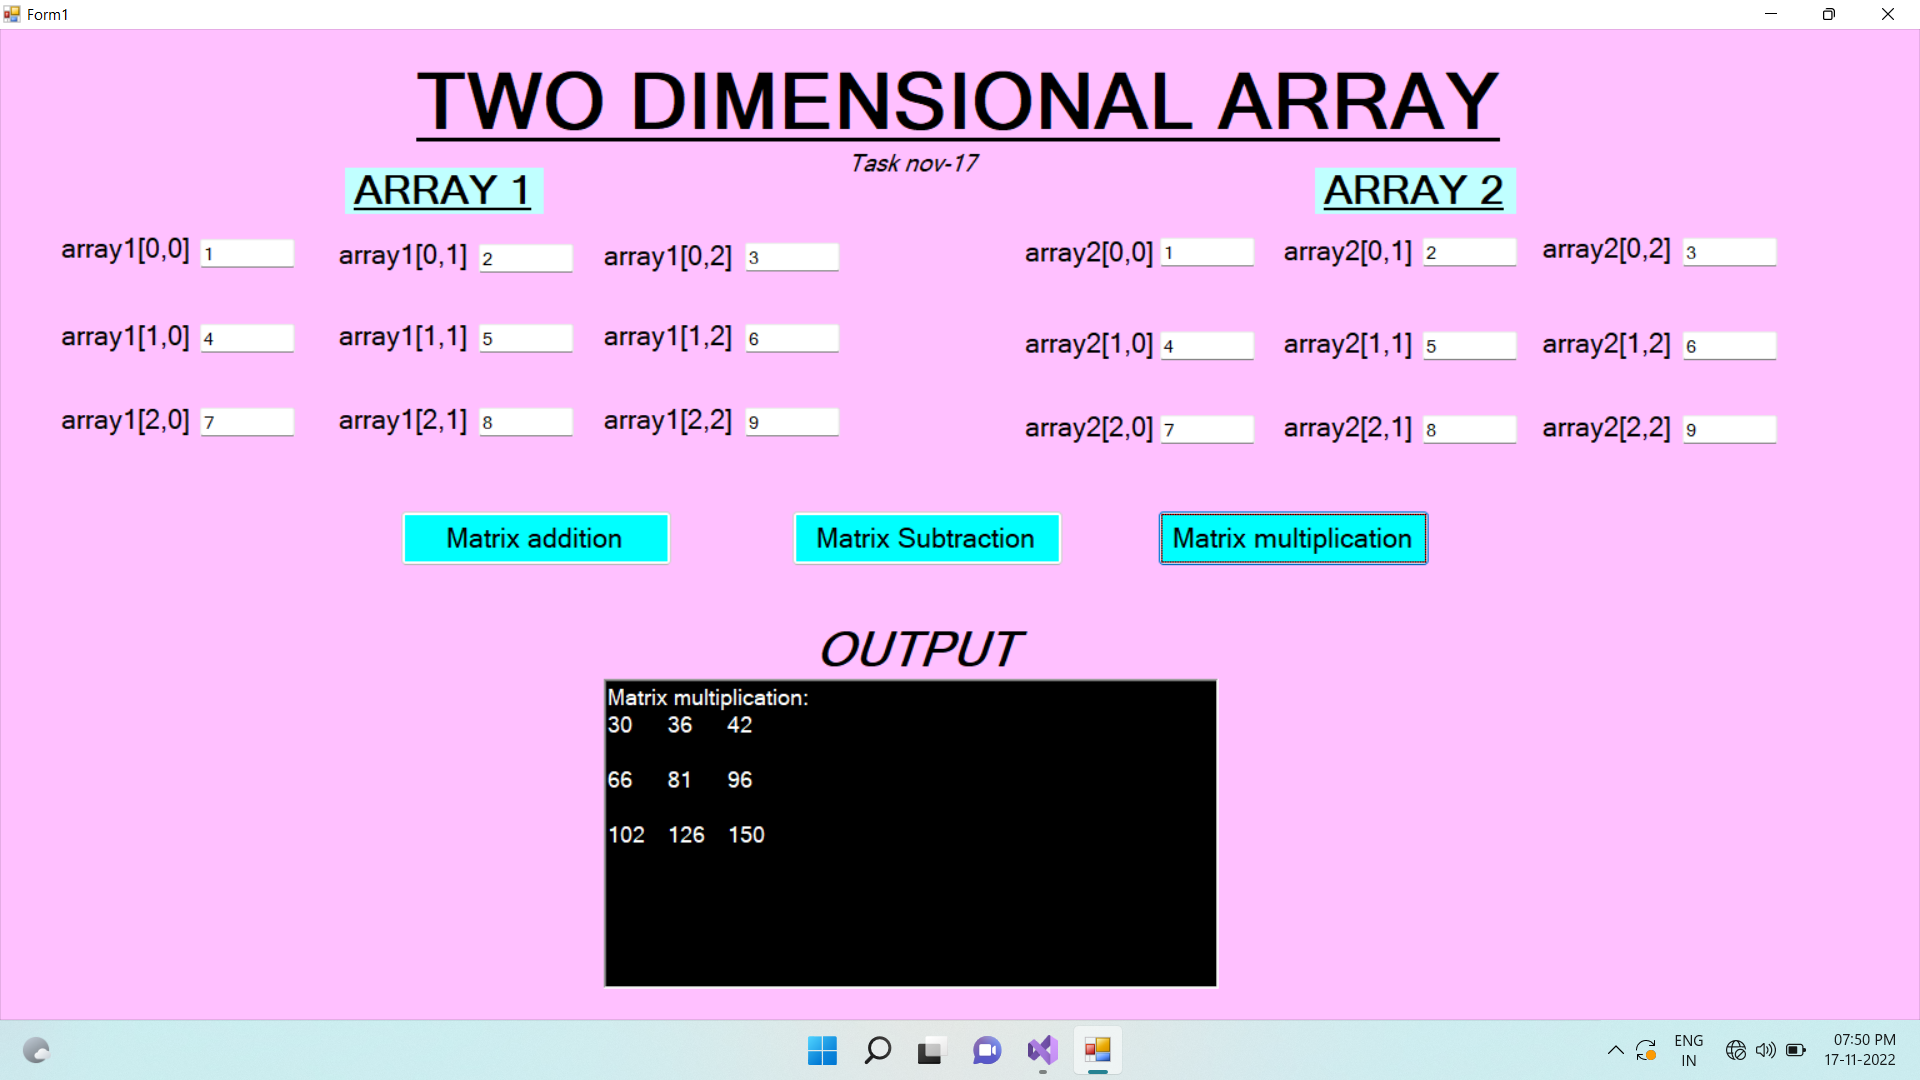 Form1
TWO DIMENSIONAL ARRAY
Task nov-17
ARRAY 1
ARRAY 2
array1[0,0] 1 array1[0,1] 2 array1[0,2] 3
array2[0,0] 1 array2[0,1] 2 array2[0,2] 3
array1[1,0] 4 array1[1,1] 5 array1[1,2] 6
array2[1,0] 4 array2[1,1] 5 array2[1,2] 6
array1[2,0] 7 array1[2,1] 8 array1[2,2] 9
array2[2,0] 7 array2[2,1] 8 array2[2,2] 9
Matrix addition Matrix Subtraction Matrix multiplication
OUTPUT
Matrix multiplication:
30 36 42
66 81 96
102 126 150
ENG
IN
07:50 PM
17-11-2022